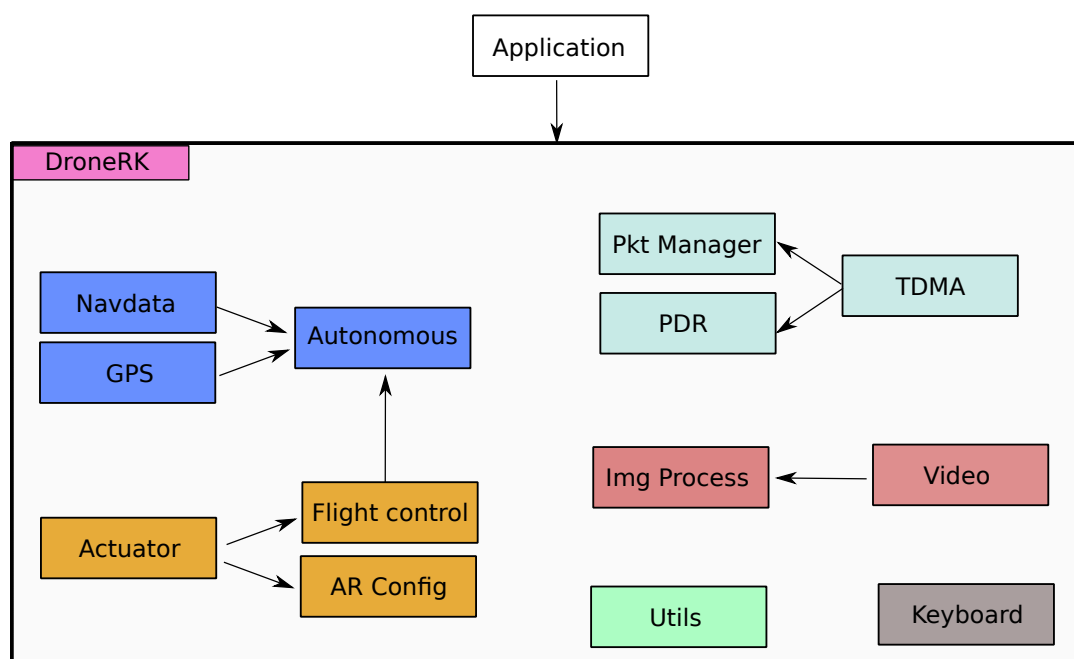 Application
DroneRK
Pkt Manager
Navdata
TDMA
PDR
Autonomous
GPS
Img Process
Video
Flight control
Actuator
AR Config
Utils
Keyboard